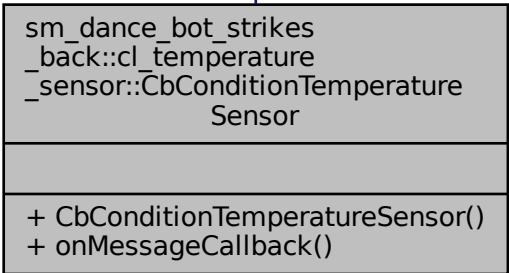 sm_dance_bot_strikes
_back::cl_temperature
_sensor::CbConditionTemperature
Sensor
+ CbConditionTemperatureSensor()
+ onMessageCallback()